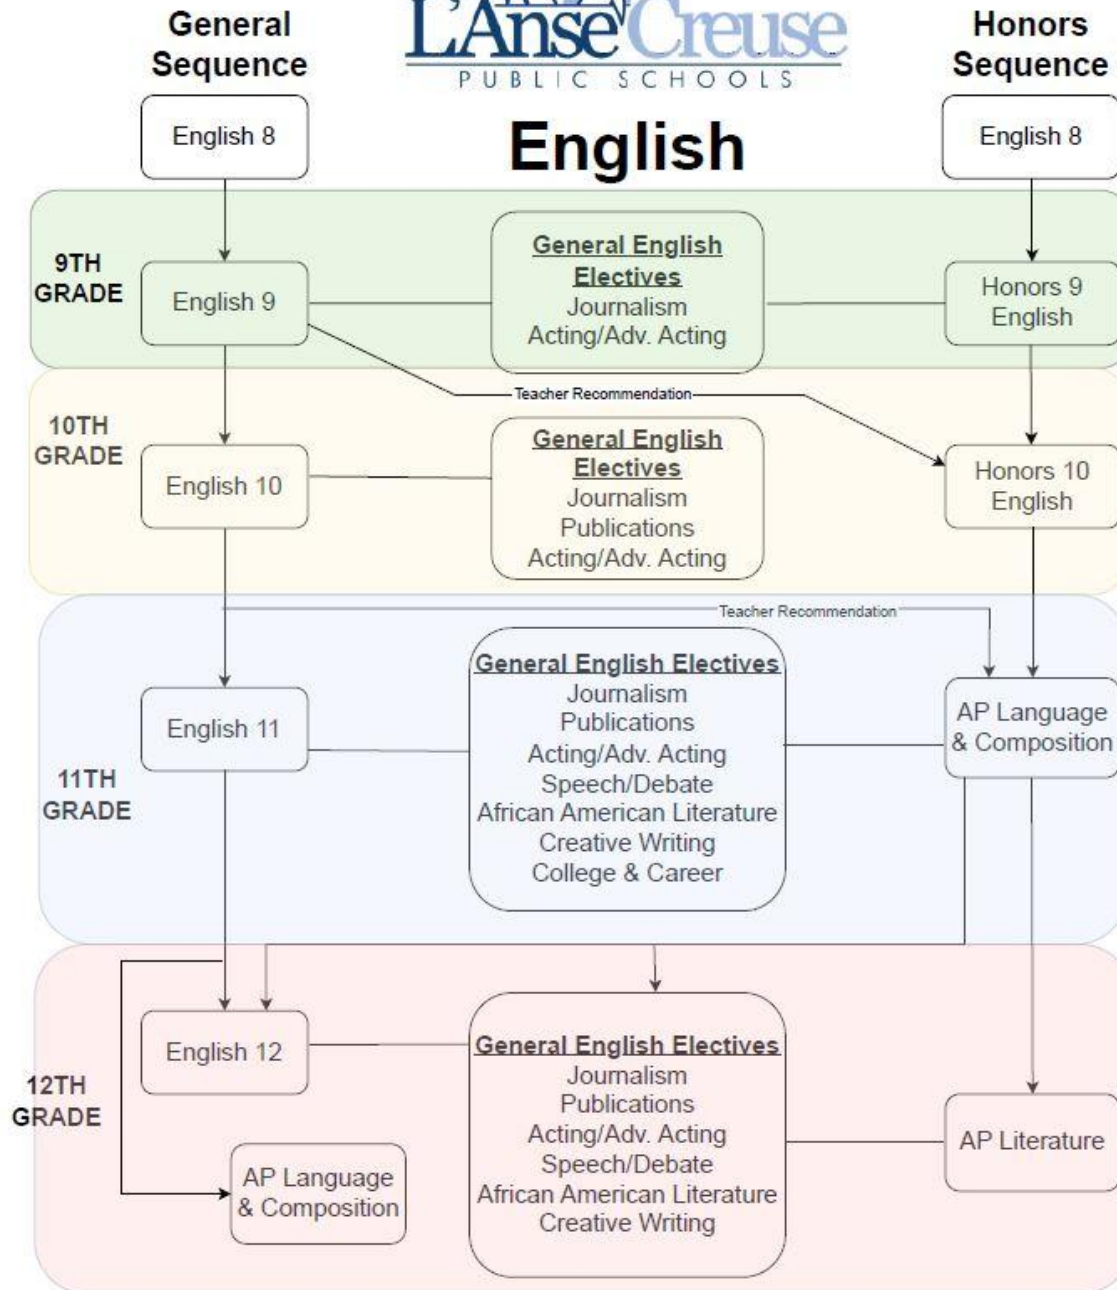 General
Sequence
L'Anse Creuse
PUBLIC SCHOOLS
Honors
Sequence
English 8
English
English 8
9TH
GRADE
English 9
General English
Electives
Journalism
Acting/Adv. Acting
Honors 9
English
Teacher Recommendation
10TH
GRADE
English 10
General English
Electives
Journalism
Publications
Acting/Adv. Acting
Honors 10
English
Teacher Recommendation
11TH
GRADE
English 11
General English Electives
Journalism
Publications
Acting/Adv. Acting
Speech/Debate
African American Literature
Creative Writing
College & Career
AP Language
& Composition
12TH
GRADE
English 12
AP Language
& Composition
General English Electives
Journalism
Publications
Acting/Adv. Acting
Speech/Debate
African American Literature
Creative Writing
AP Literature